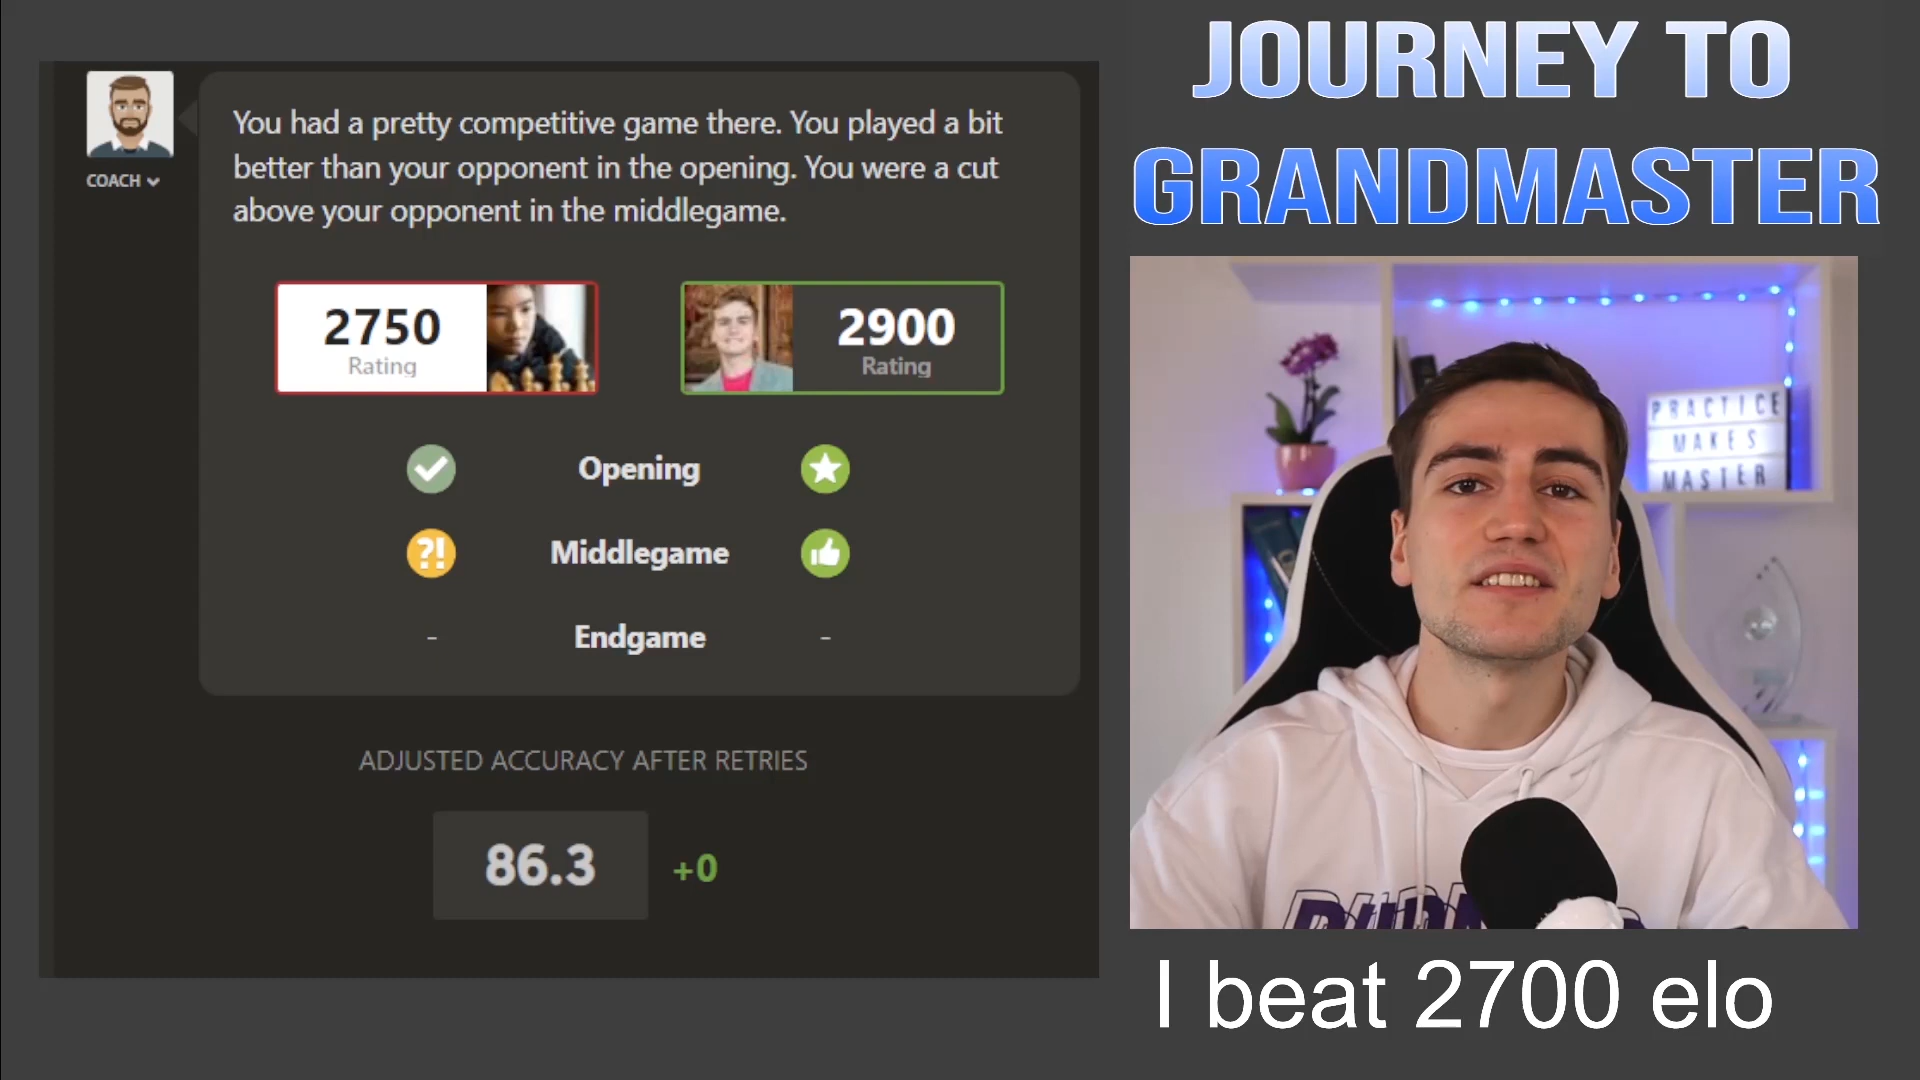 JOURNEY TO
GRANDMASTER
You had a pretty competitive game there. You played a bit
better than your opponent in the opening. You were a cut
above your opponent in the middlegame.
COACH
2750
Rating
2900
Rating
Opening
?! Middlegame
- Endgame -
ADJUSTED ACCURACY AFTER RETRIES
86.3 +0
PRACTICE
MAKES
MASTER
I beat 2700 elo